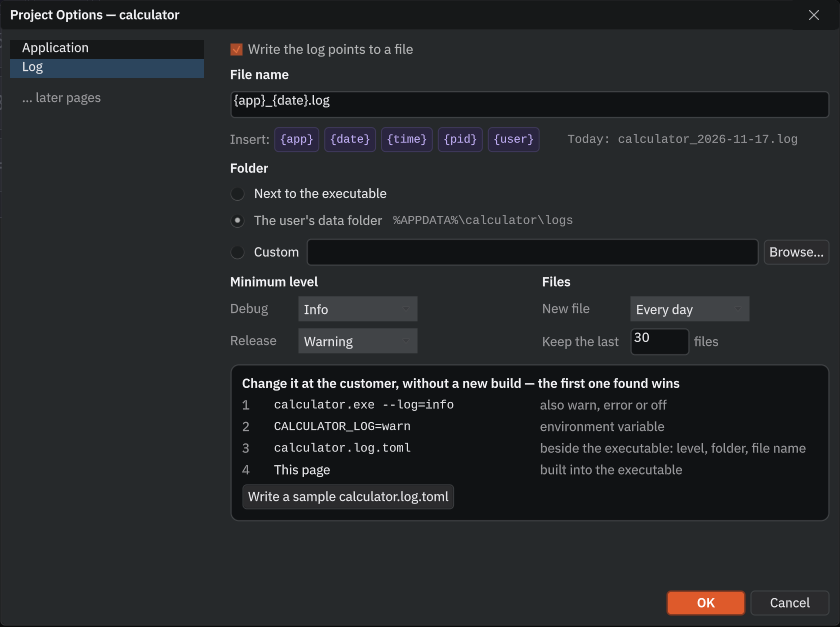 Project Options — calculator
Application
Log
... later pages
Write the log points to a file
File name
{app}_{date}.log
Insert: {app} {date} {time} {pid} {user} Today: calculator_2026-11-17.log
Folder
Next to the executable
The user's data folder %APPDATA%\calculator\logs
Custom Browse...
Minimum level Files
Debug Info New file Every day
Release Warning Keep the last 30 files
Change it at the customer, without a new build — the first one found wins
1 calculator.exe --log=info also warn, error or off
2 CALCULATOR_LOG=warn environment variable
3 calculator.log.toml beside the executable: level, folder, file name
4 This page built into the executable
Write a sample calculator.log.toml
OK Cancel